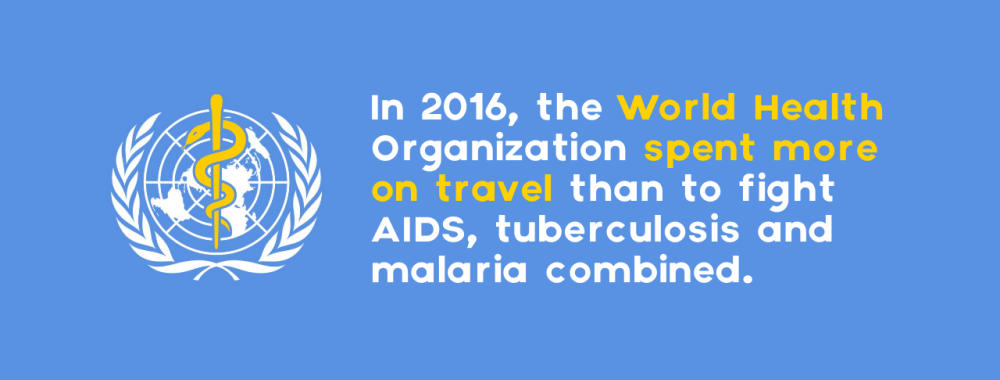 In 2016, the World Health
Organization spent more
on travel than to fight
AIDS, tuberculosis and
malaria combined.